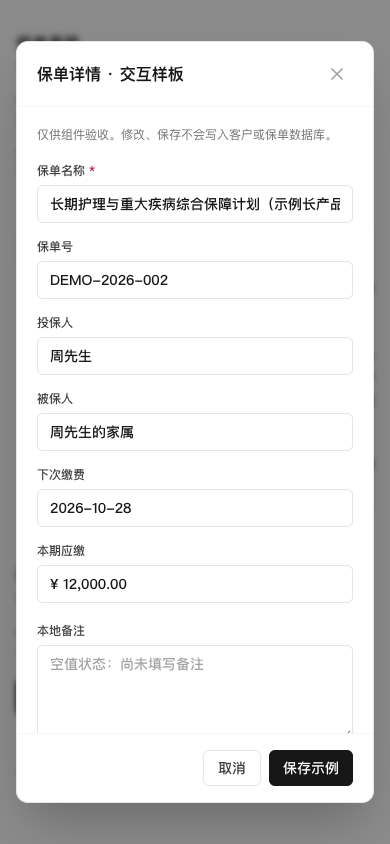 保单详情 · 交互样板
仅供组件验收。修改、保存不会写入客户或保单数据库。
保单名称 *
长期护理与重大疾病综合保障计划（示例长产品
保单号
DEMO-2026-002
投保人
周先生
被保人
周先生的家属
下次缴费
2026-10-28
本期应缴
¥ 12,000.00
本地备注
空值状态：尚未填写备注
取消
保存示例